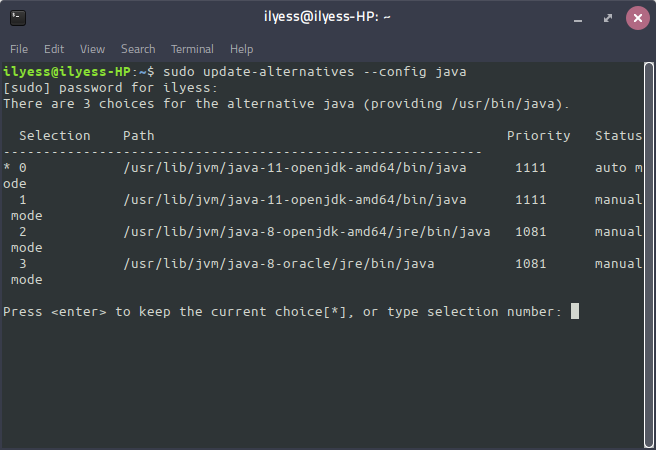 ilyess@ilyess-HP: ~
File Edit View Search Terminal Help
ilyess@ilyess-HP:~$ sudo update-alternatives --config java
[sudo] password for ilyess:
There are 3 choices for the alternative java (providing /usr/bin/java).
Selection Path Priority Status
------------------------------------------------------------
* 0 /usr/lib/jvm/java-11-openjdk-amd64/bin/java 1111 auto m
ode
1 /usr/lib/jvm/java-11-openjdk-amd64/bin/java 1111 manual
mode
2 /usr/lib/jvm/java-8-openjdk-amd64/jre/bin/java 1081 manual
mode
3 /usr/lib/jvm/java-8-oracle/jre/bin/java 1081 manual
mode
Press <enter> to keep the current choice[*], or type selection number: